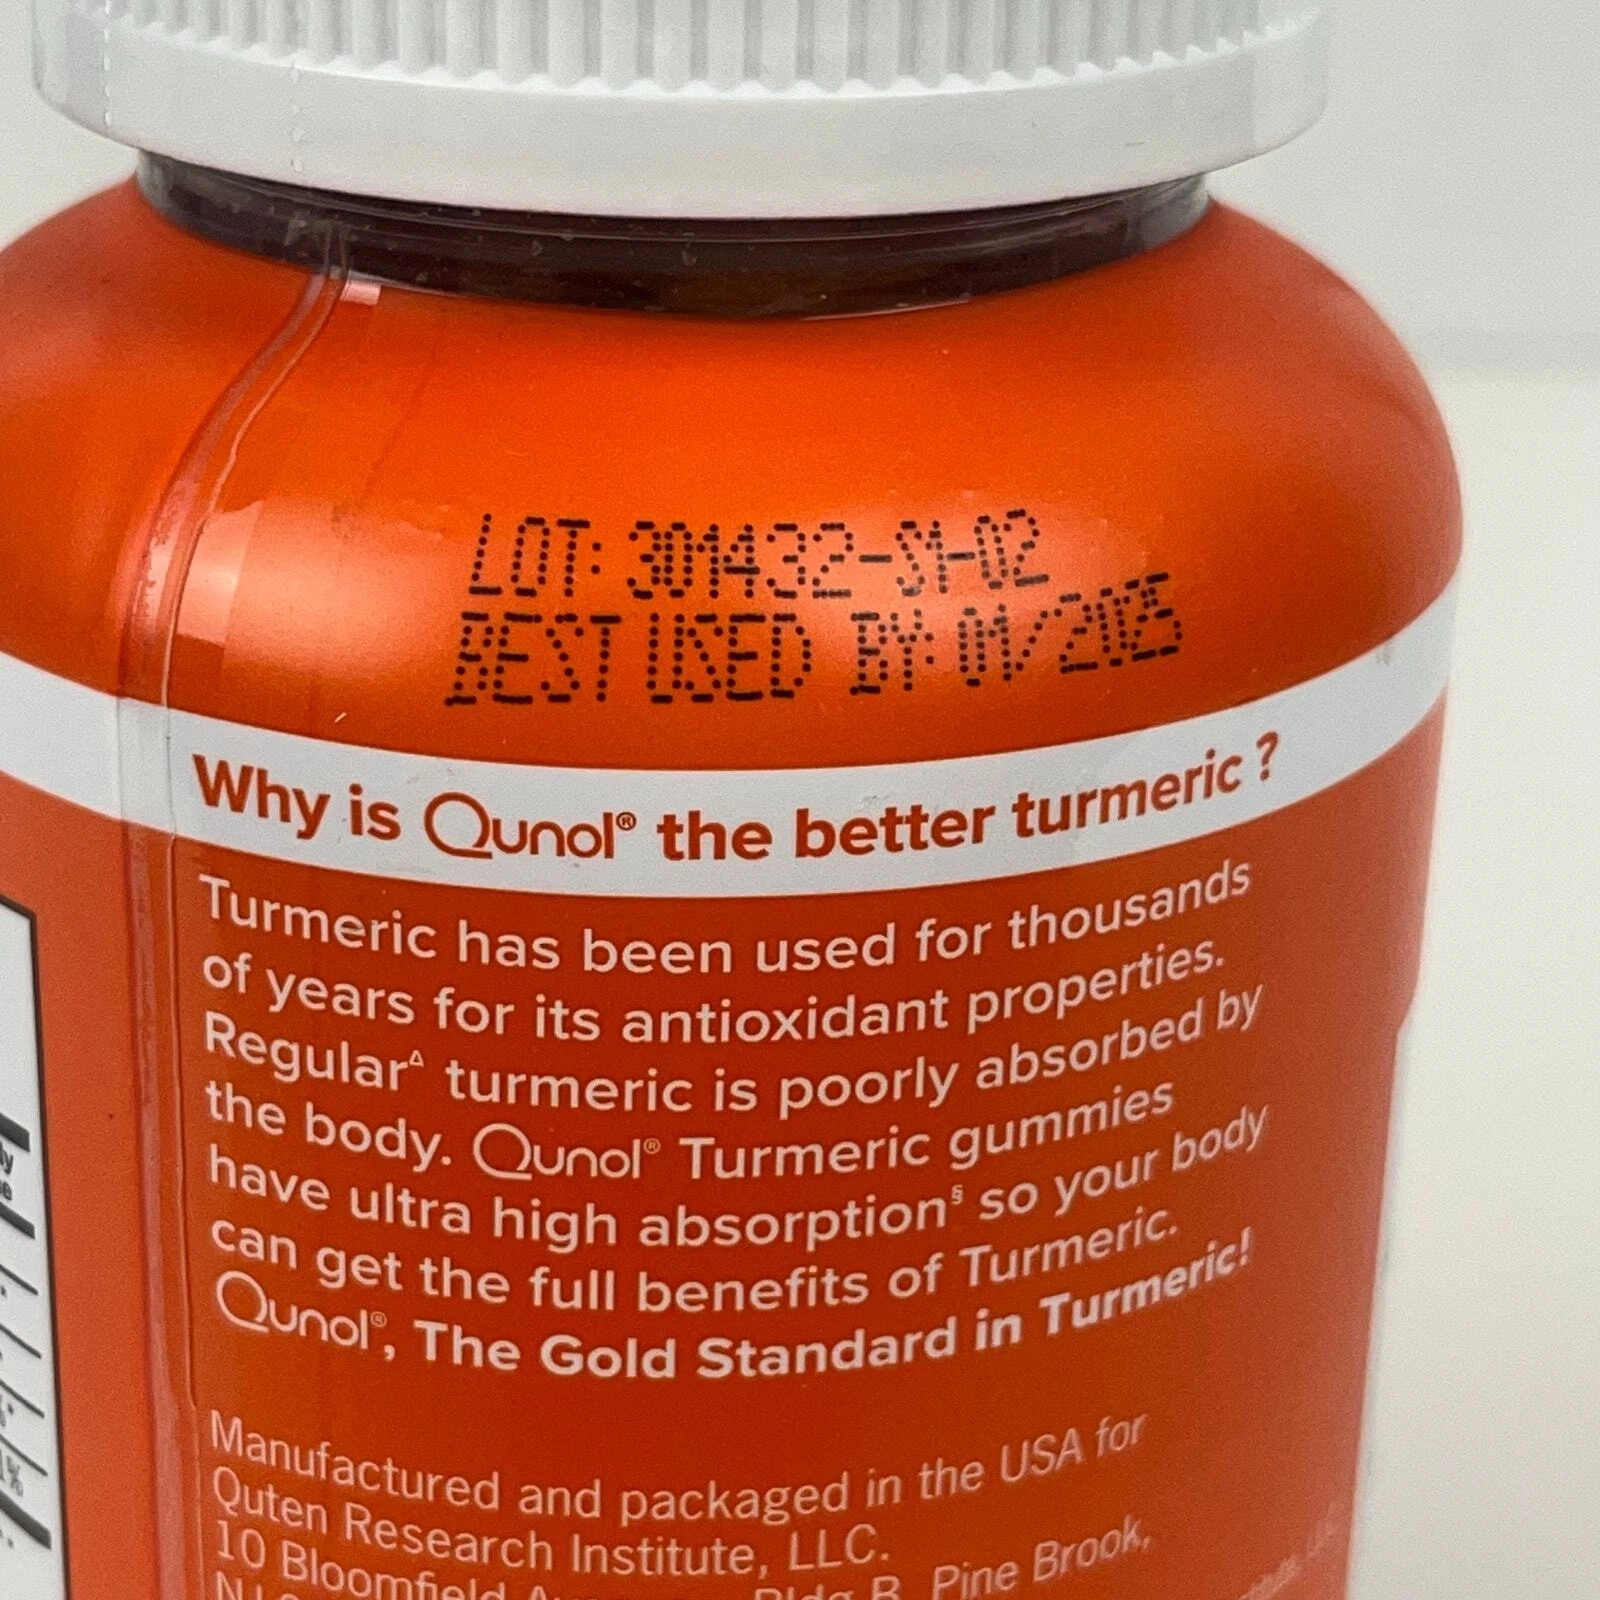 LOT: 301432-S1-02
BEST USED BY: 01/2025
Why is Qunol® the better turmeric?
Turmeric has been used for thousands
of years for its antioxidant properties.
RegularΔ turmeric is poorly absorbed by
the body. Qunol® Turmeric gummies
have ultra high absorption§ so your body
can get the full benefits of Turmeric.
Qunol®, The Gold Standard in Turmeric!
Manufactured and packaged in the USA for
Quten Research Institute, LLC.
10 Bloomfield Bldg B, Pine Brook,